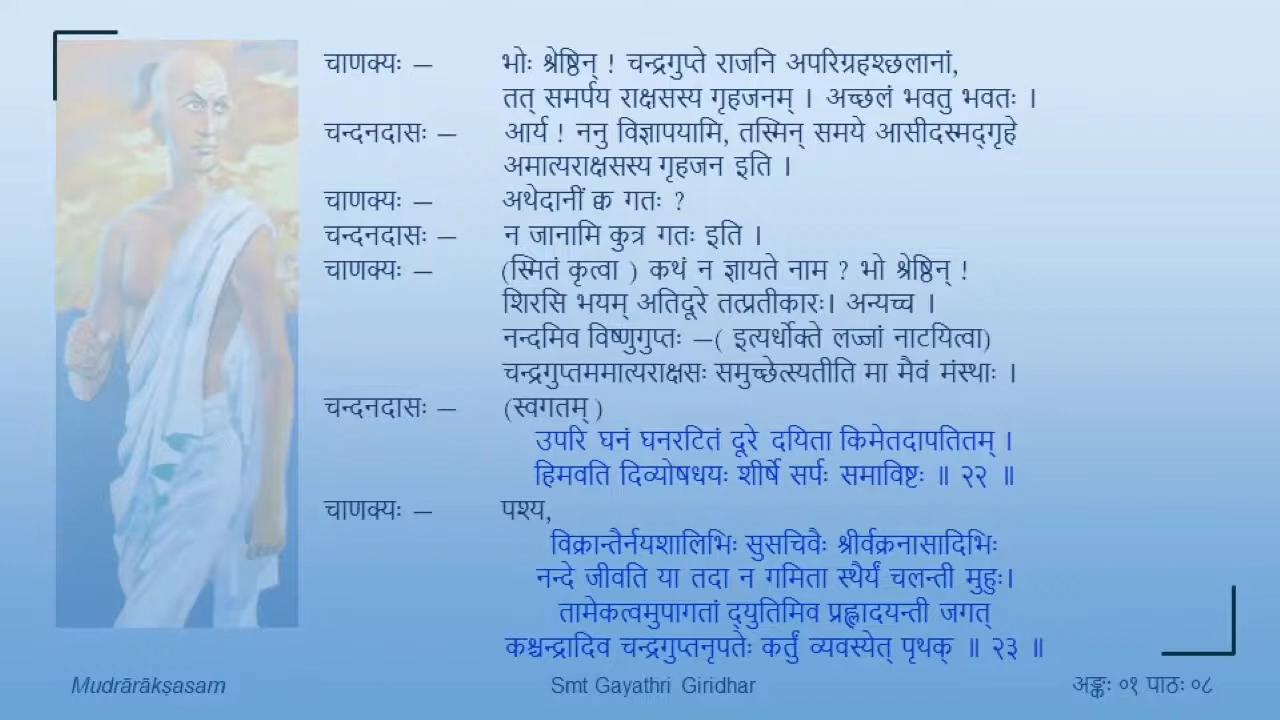 चाणक्यः – भोः श्रेष्ठिन् ! चन्द्रगुप्ते राजनि अपरिग्रहश्छलानां,
तत् समर्पय राक्षसस्य गृहजनम् । अच्छलं भवतु भवतः ।
चन्दनदासः – आर्य ! ननु विज्ञापयामि, तस्मिन् समये आसीदस्मद्‌गृहे
अमात्यराक्षसस्य गृहजन इति ।
चाणक्यः – अथेदानीं क्व गतः ?
चन्दनदासः – न जानामि कुत्र गतः इति ।
चाणक्यः – (स्मितं कृत्वा ) कथं न ज्ञायते नाम ? भो श्रेष्ठिन् !
शिरसि भयम् अतिदूरे तत्प्रतीकारः। अन्यच्च ।
नन्दमिव विष्णुगुप्तः –( इत्यर्धोक्ते लज्जां नाटयित्वा)
चन्द्रगुप्तममात्यराक्षसः समुच्छेत्स्यतीति मा मैवं मंस्थाः ।
चन्दनदासः – (स्वगतम् )
उपरि घनं घनरटितं दूरे दयिता किमेतदापतितम् ।
हिमवति दिव्योषधयः शीर्षे सर्पः समाविष्टः ॥ २२ ॥
चाणक्यः – पश्य,
विक्रान्तैर्नयशालिभिः सुसचिवैः श्रीर्वक्रनासादिभिः
नन्दे जीवति या तदा न गमिता स्थैर्यं चलन्ती मुहुः।
तामेकत्वमुपागतां द्‌युतिमिव प्रह्लादयन्ती जगत्
कश्चन्द्रादिव चन्द्रगुप्तनृपतेः कर्तुं व्यवस्येत् पृथक् ॥ २३ ॥
Mudrārākṣasam Smt Gayathri Giridhar अङ्कः ०१ पाठः ०८